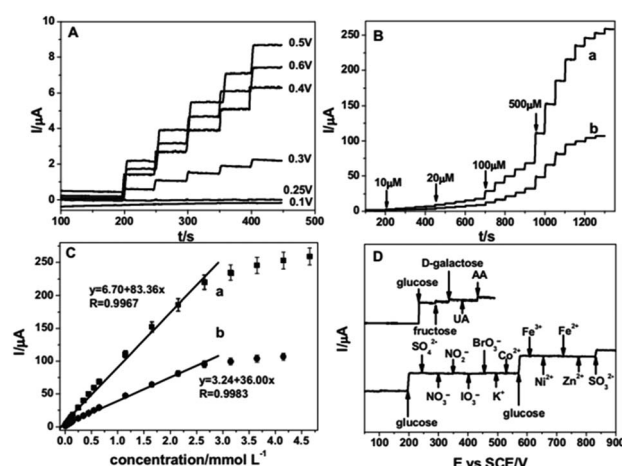 A
I/μA
10
8
6
4
2
0
0.5V
0.6V
0.4V
0.3V
0.25V
0.1V
100 200 300 400 500
t/s
B
I/μA
250
200
150
100
50
0
a
b
10μM
20μM
100μM
500μM
0 200 400 600 800 1000 1200
t/s
C
I/μA
250
200
150
100
50
0
y=6.70+83.36x
R=0.9967
a
b
y=3.24+36.00x
R=0.9983
0.0 0.5 1.0 1.5 2.0 2.5 3.0 3.5 4.0 4.5
concentration/mmol L⁻¹
D
D-galactose
glucose
AA
fructose
UA
SO₄²⁻
NO₂⁻
BrO₃⁻
Co²⁺
Fe³⁺
Fe²⁺
NO₃⁻
IO₃⁻
K⁺
Ni²⁺
Zn²⁺
SO₃²⁻
glucose
glucose
I/μA
100 200 300 400 500 600 700 800 900
E vs SCE/V